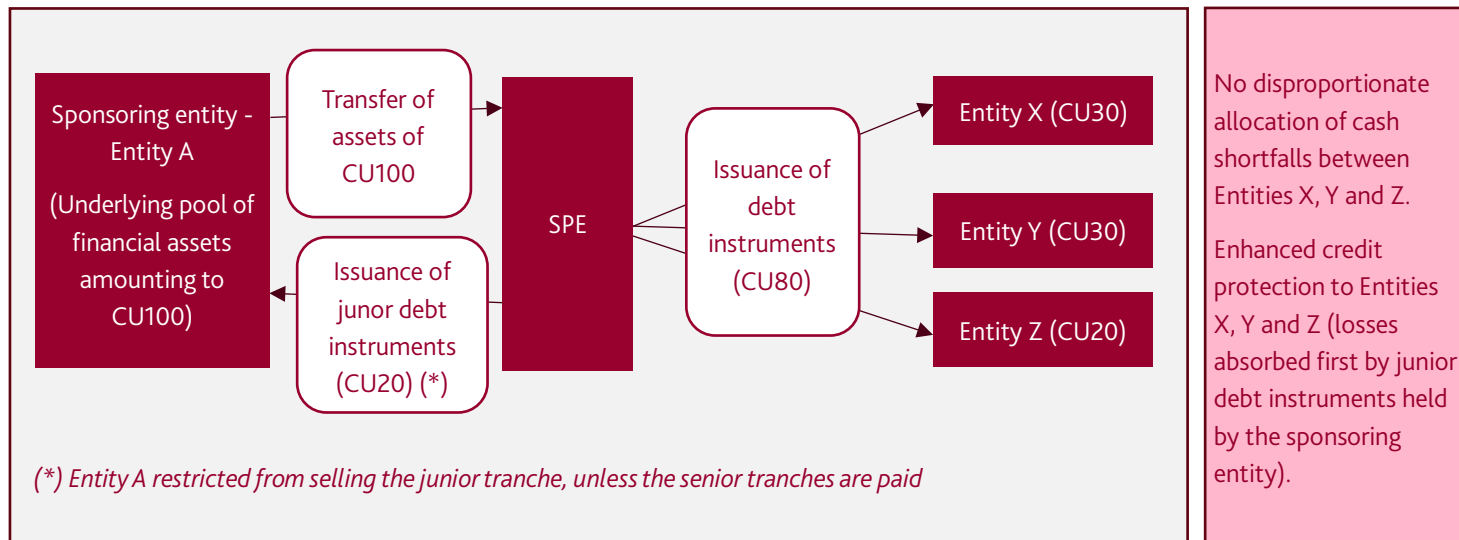 Sponsoring entity -
Entity A
(Underlying pool of
financial assets
amounting to
CU100)
Transfer of
assets of
CU100
Issuance of
junor debt
instruments
(CU20) (*)
SPE
Issuance of
debt
instruments
(CU80)
Entity X (CU30)
Entity Y (CU30)
Entity Z (CU20)
(*) Entity A restricted from selling the junior tranche, unless the senior tranches are paid
No disproportionate
allocation of cash
shortfalls between
Entities X, Y and Z.
Enhanced credit
protection to Entities
X, Y and Z (losses
absorbed first by junior
debt instruments held
by the sponsoring
entity).